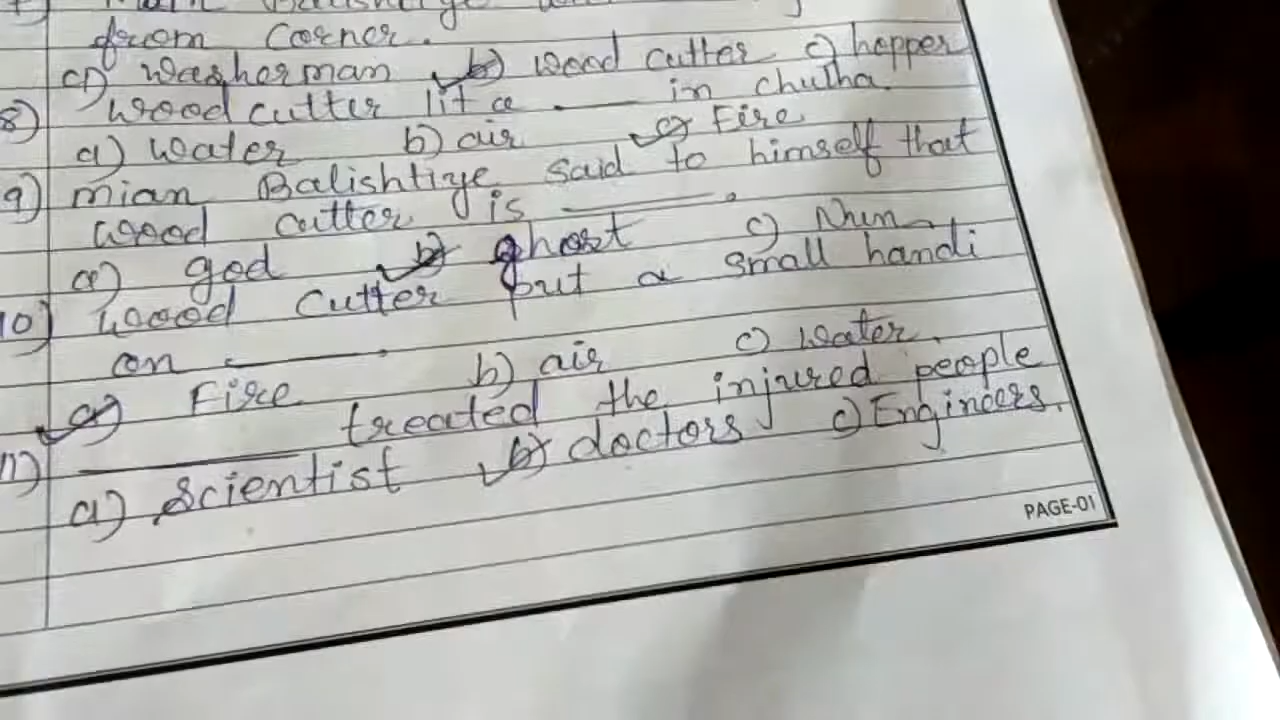 from corner.
a) washerman b) wood cutter c) hopper
8) wood cutter lit a ____ in chulha.
a) water b) air c) Fire
9) mian Balishtiye said to himself that
wood cutter is ____.
a) god b) ghost c) Nun
10) wood cutter put a small handi
on ____
a) Fire b) air c) water.
11) ____ treated the injured people
a) scientist b) doctors c) Engineers.
PAGE-01